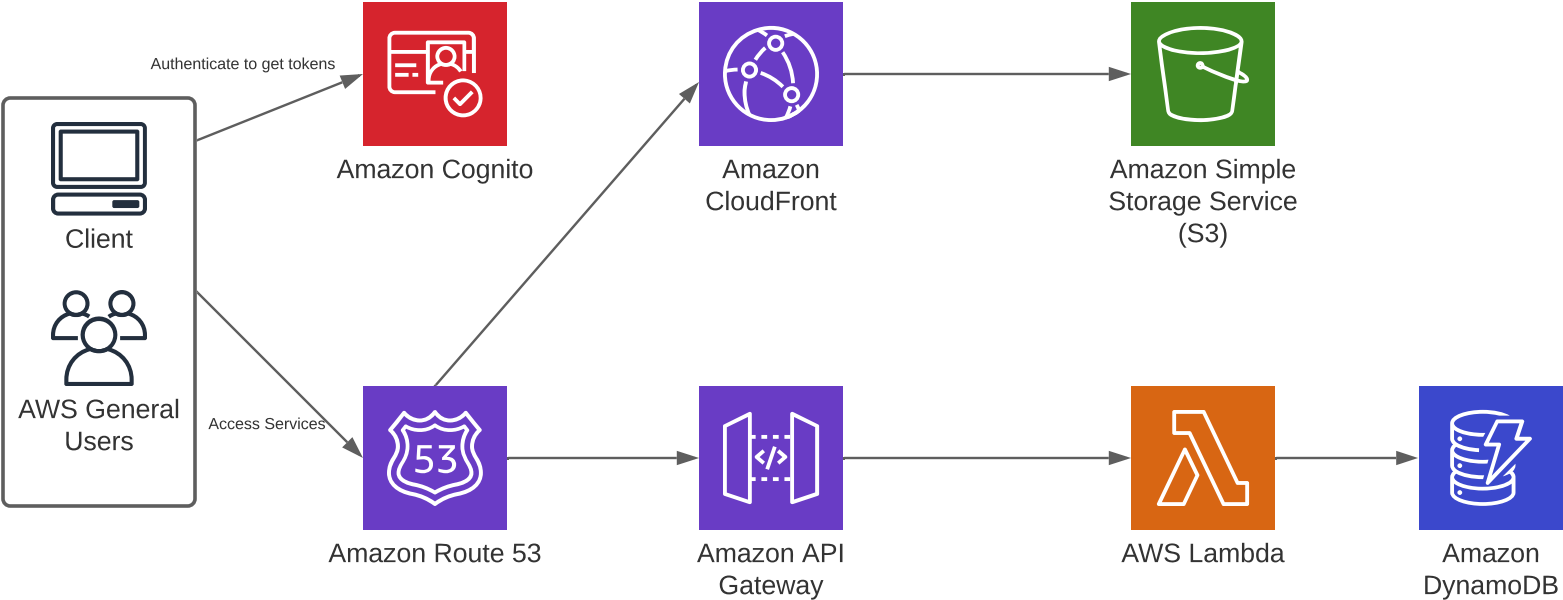 Authenticate to get tokens
Amazon Cognito
Amazon
CloudFront
Amazon Simple
Storage Service
(S3)
Client
AWS General
Users
Access Services
53
Amazon Route 53
Amazon API
Gateway
AWS Lambda
Amazon
DynamoDB